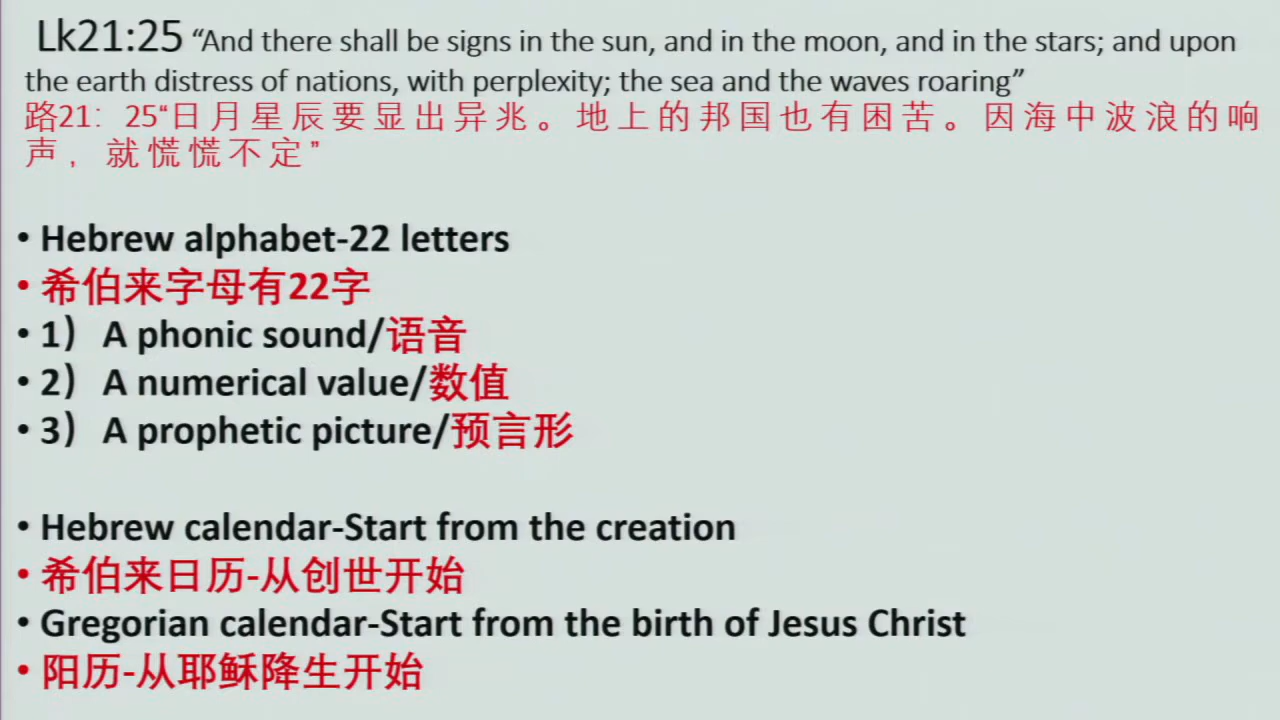 Lk21:25 “And there shall be signs in the sun, and in the moon, and in the stars; and upon
the earth distress of nations, with perplexity; the sea and the waves roaring”
路21：25“日月星辰要显出异兆。地上的邦国也有困苦。因海中波浪的响
声，就慌慌不定”
• Hebrew alphabet-22 letters
• 希伯来字母有22字
• 1） A phonic sound/语音
• 2） A numerical value/数值
• 3） A prophetic picture/预言形
• Hebrew calendar-Start from the creation
• 希伯来日历-从创世开始
• Gregorian calendar-Start from the birth of Jesus Christ
• 阳历-从耶稣降生开始